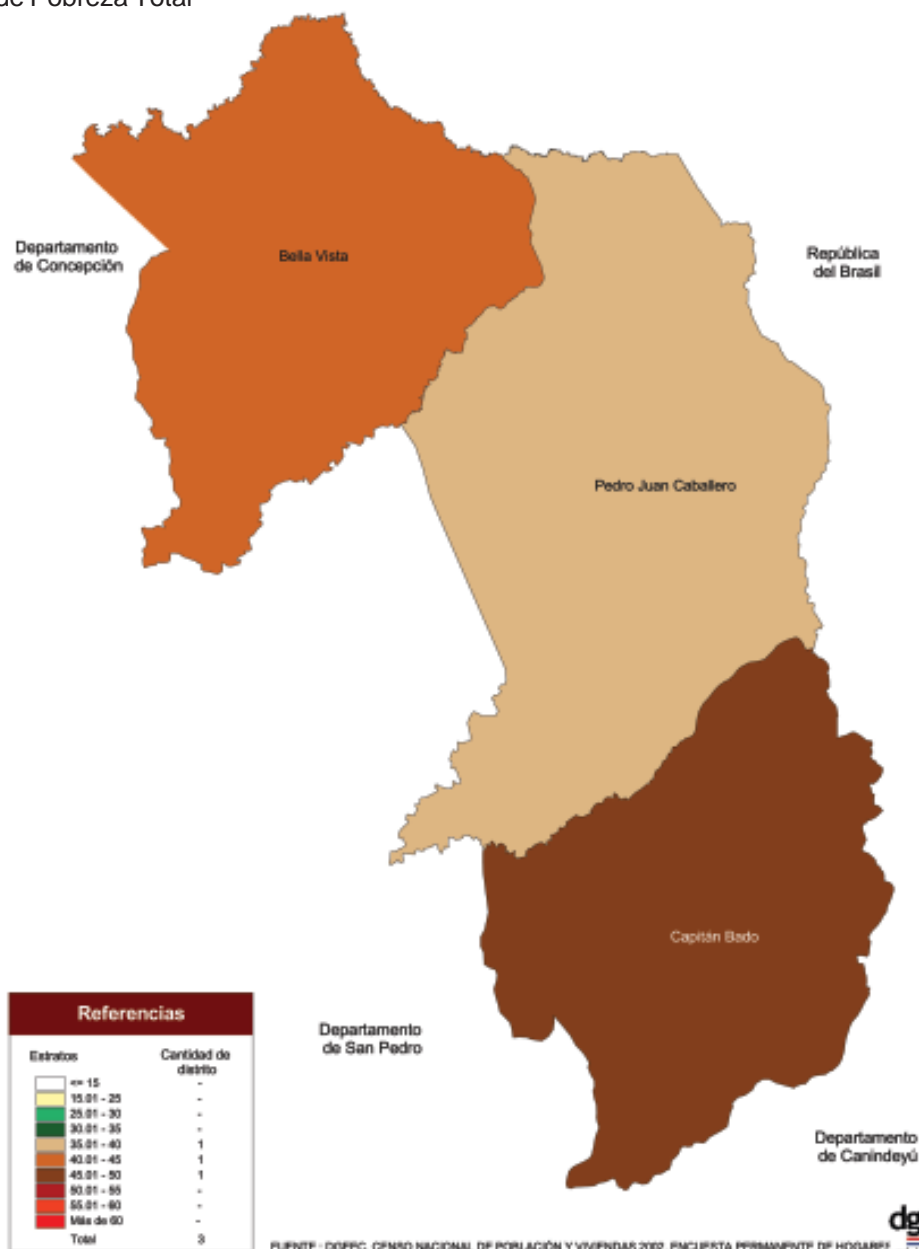 de Pobreza Total
Departamento
de Concepción
Bella Vista
República
del Brasil
Pedro Juan Caballero
Capitán Bado
Departamento
de San Pedro
Departamento
de Canindeyú
Referencias
Estratos Cantidad de
distrito
<= 15 -
15.01 - 25 -
25.01 - 30 -
30.01 - 35 -
35.01 - 40 1
40.01 - 45 1
45.01 - 50 1
50.01 - 55 -
55.01 - 60 -
Más de 60 -
Total 3
dg
FUENTE : DGEEC. CENSO NACIONAL DE POBLACIÓN Y VIVIENDAS 2002. ENCUESTA PERMANENTE DE HOGARES